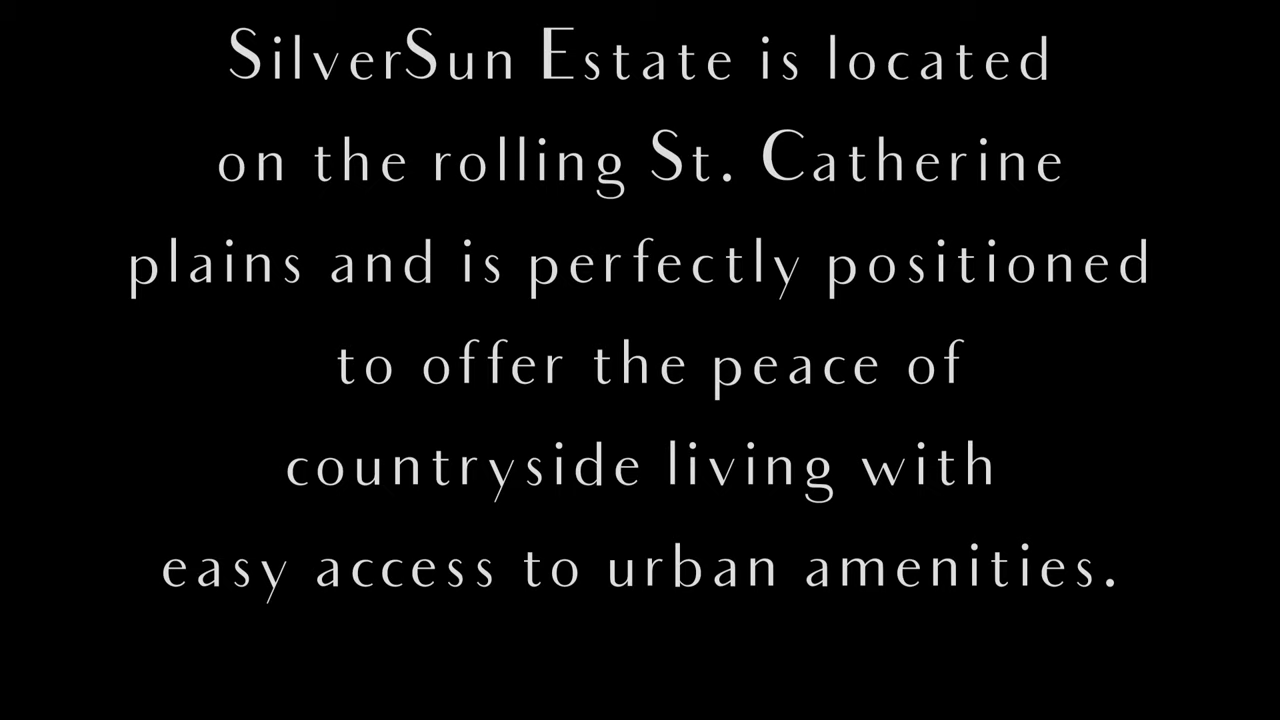 SilverSun Estate is located
on the rolling St. Catherine
plains and is perfectly positioned
to offer the peace of
countryside living with
easy access to urban amenities.